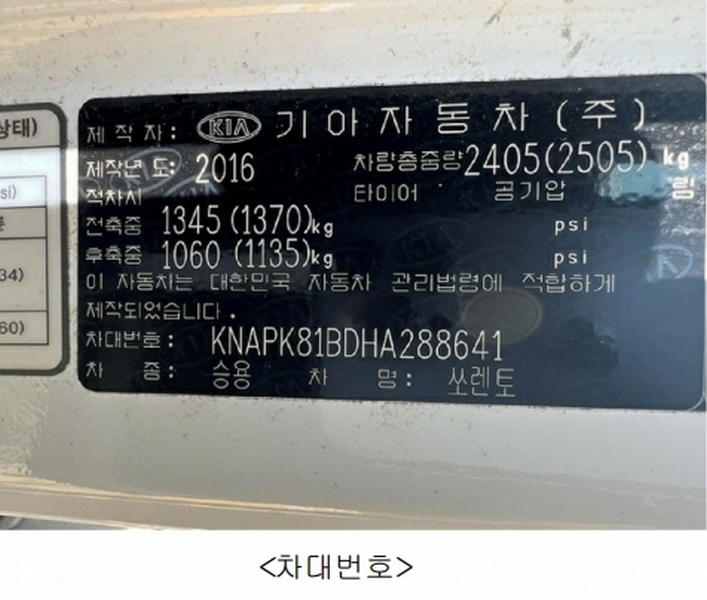 상태)
제 작 자: KIA 기아자동차(주)
si)
제작년도: 2016 차량총중량2405(2505) kg
적차시 타이어 공기압 림
전축중 1345 (1370)kg psi
후축중 1060 (1135)kg psi
34)
이 자동차는 대한민국 자동차 관리법령에 적합하게
제작되었습니다.
60)
차대번호: KNAPK81BDHA288641
차 종: 승용 차 명: 쏘렌토
<차대번호>